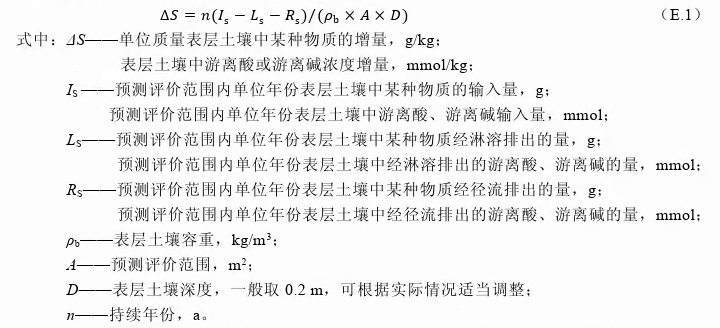 ΔS = n(Is − Ls − Rs)/(ρb × A × D) （E.1）
式中：ΔS——单位质量表层土壤中某种物质的增量，g/kg；
表层土壤中游离酸或游离碱浓度增量，mmol/kg；
IS——预测评价范围内单位年份表层土壤中某种物质的输入量，g；
预测评价范围内单位年份表层土壤中游离酸、游离碱输入量，mmol；
LS——预测评价范围内单位年份表层土壤中某种物质经淋溶排出的量，g；
预测评价范围内单位年份表层土壤中经淋溶排出的游离酸、游离碱的量，mmol；
RS——预测评价范围内单位年份表层土壤中某种物质经径流排出的量，g；
预测评价范围内单位年份表层土壤中经径流排出的游离酸、游离碱的量，mmol；
ρb——表层土壤容重，kg/m³；
A——预测评价范围，m²；
D——表层土壤深度，一般取 0.2 m，可根据实际情况适当调整；
n——持续年份，a。